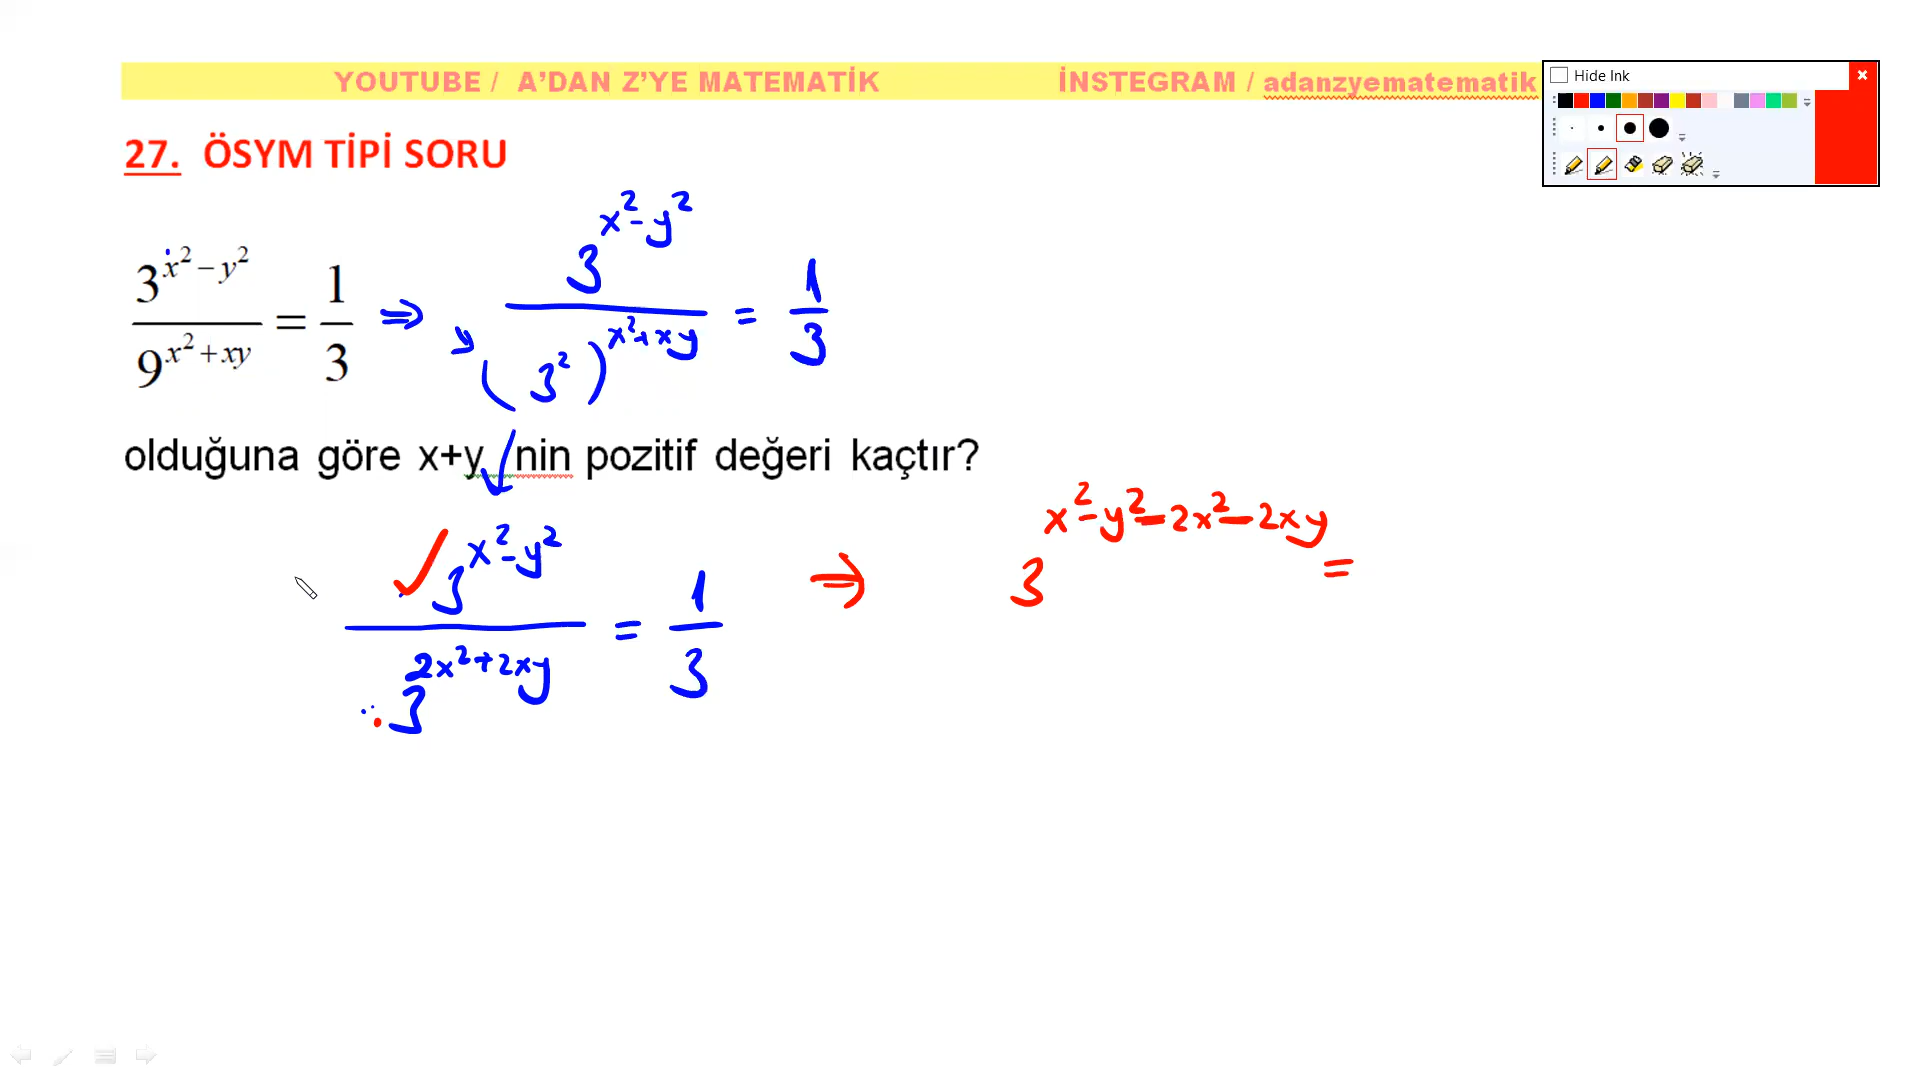 YOUTUBE / A’DAN Z’YE MATEMATİK İNSTEGRAM / adanzyematematik
Hide Ink
27. ÖSYM TİPİ SORU
3^{x²-y²} / 9^{x²+xy} = 1/3 ⇒ 3^{x²-y²} / (3²)^{x²+xy} = 1/3
olduğuna göre x+y nin pozitif değeri kaçtır?
3^{x²-y²} / 3^{2x²+2xy} = 1/3 ⇒ 3^{x²-y²-2x²-2xy} =